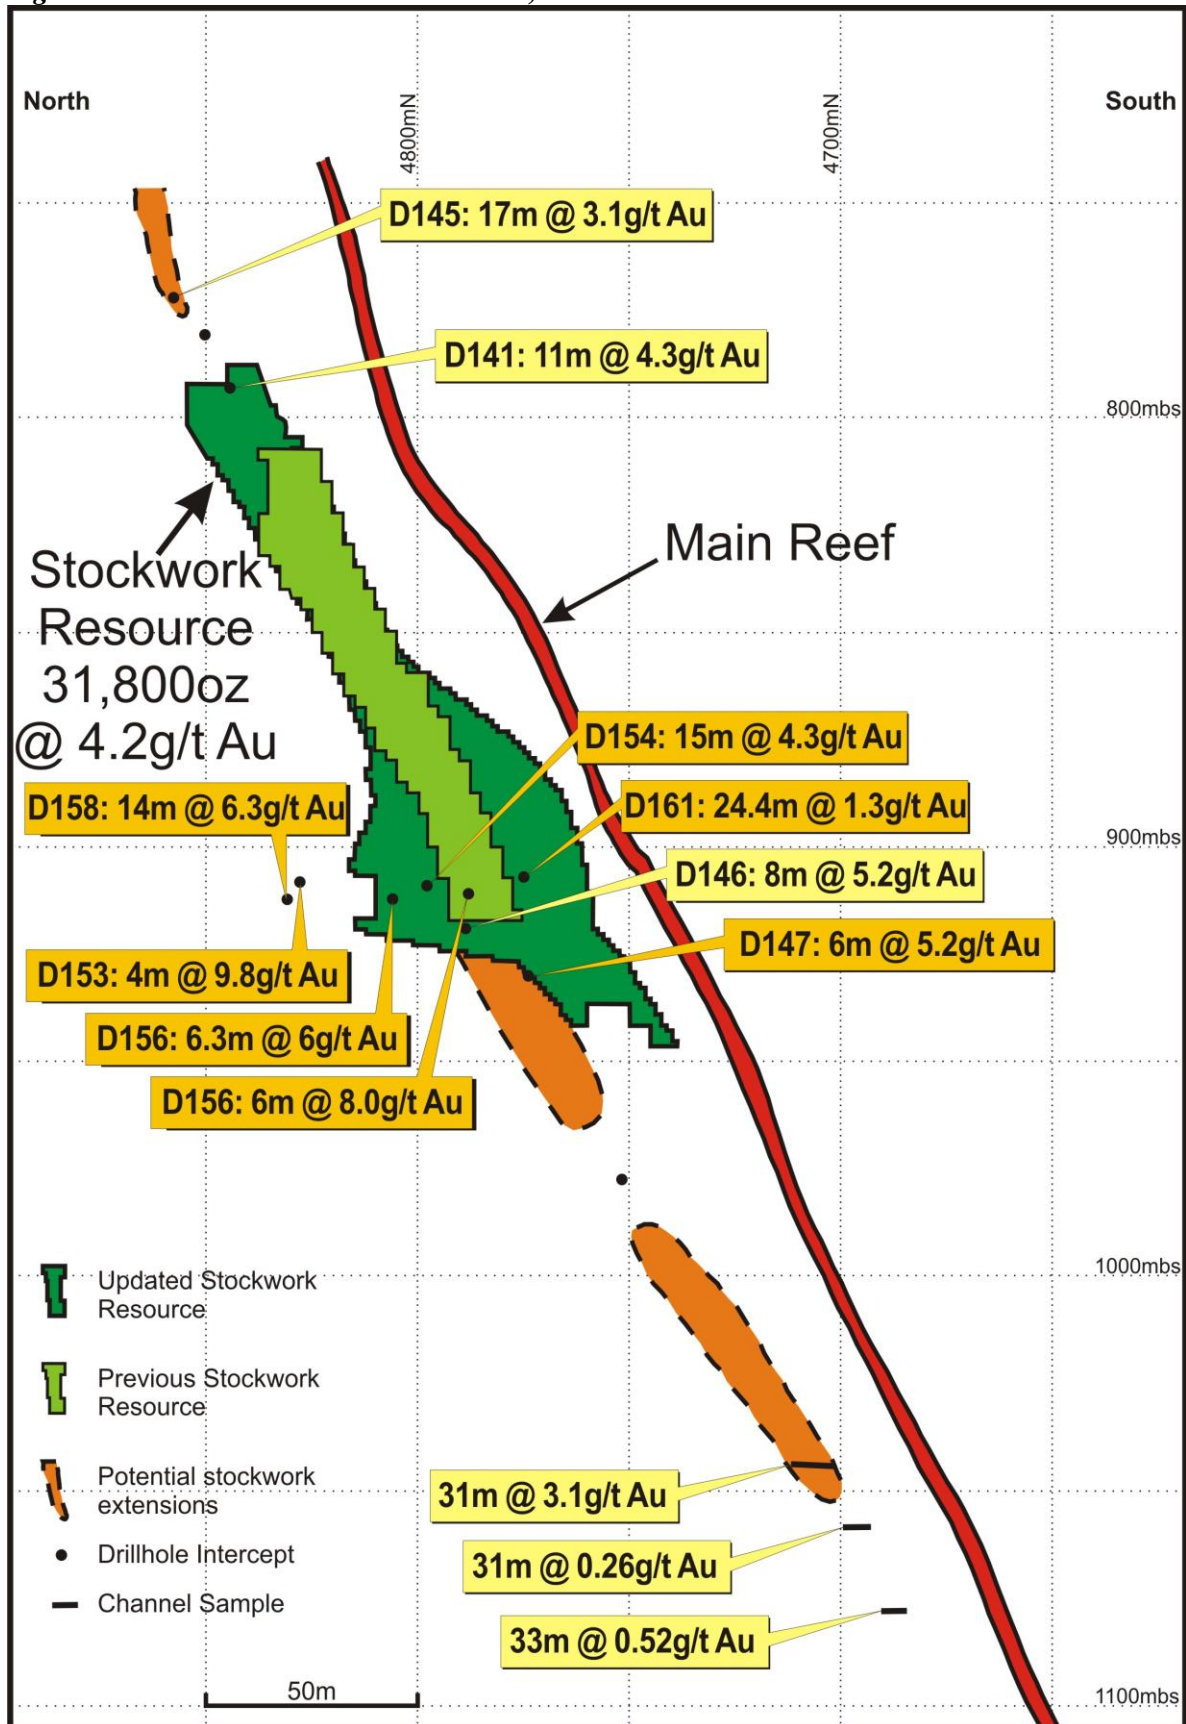 North
4800mN
4700mN
South
D145: 17m @ 3.1g/t Au
D141: 11m @ 4.3g/t Au
800mbs
Main Reef
Stockwork
Resource
31,800oz
@ 4.2g/t Au
D154: 15m @ 4.3g/t Au
D158: 14m @ 6.3g/t Au
D161: 24.4m @ 1.3g/t Au
900mbs
D146: 8m @ 5.2g/t Au
D147: 6m @ 5.2g/t Au
D153: 4m @ 9.8g/t Au
D156: 6.3m @ 6g/t Au
D156: 6m @ 8.0g/t Au
1000mbs
Updated Stockwork
Resource
Previous Stockwork
Resource
Potential stockwork
extensions
Drillhole Intercept
Channel Sample
31m @ 3.1g/t Au
31m @ 0.26g/t Au
33m @ 0.52g/t Au
50m
1100mbs